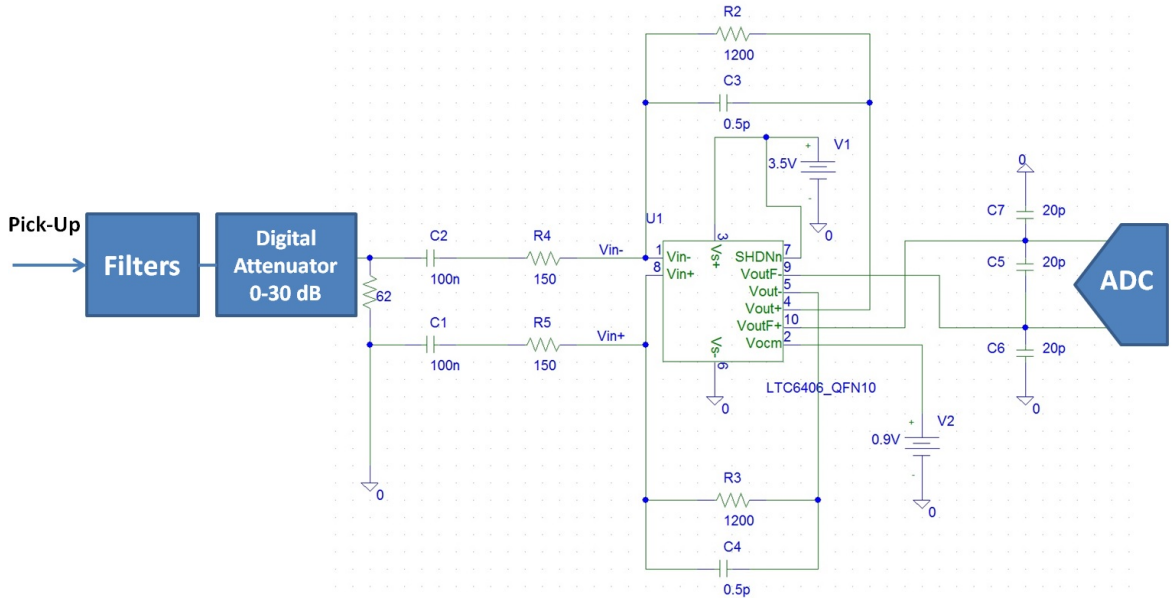 R2
1200
C3
0.5p
V1
+
3.5V
-
0
0
C7
20p
Pick-Up
Filters
Digital
Attenuator
0-30 dB
62
C2
100n
R4
150
Vin-
U1
1
Vin-
8
Vin+
3
Vs+
SHDNn
7
VoutF-
9
Vout-
5
Vout+
4
VoutF+
10
Vocm
2
Vs-
6
C5
20p
ADC
C1
100n
R5
150
Vin+
C6
20p
0
0
LTC6406_QFN10
V2
+
0.9V
-
0
0
R3
1200
C4
0.5p